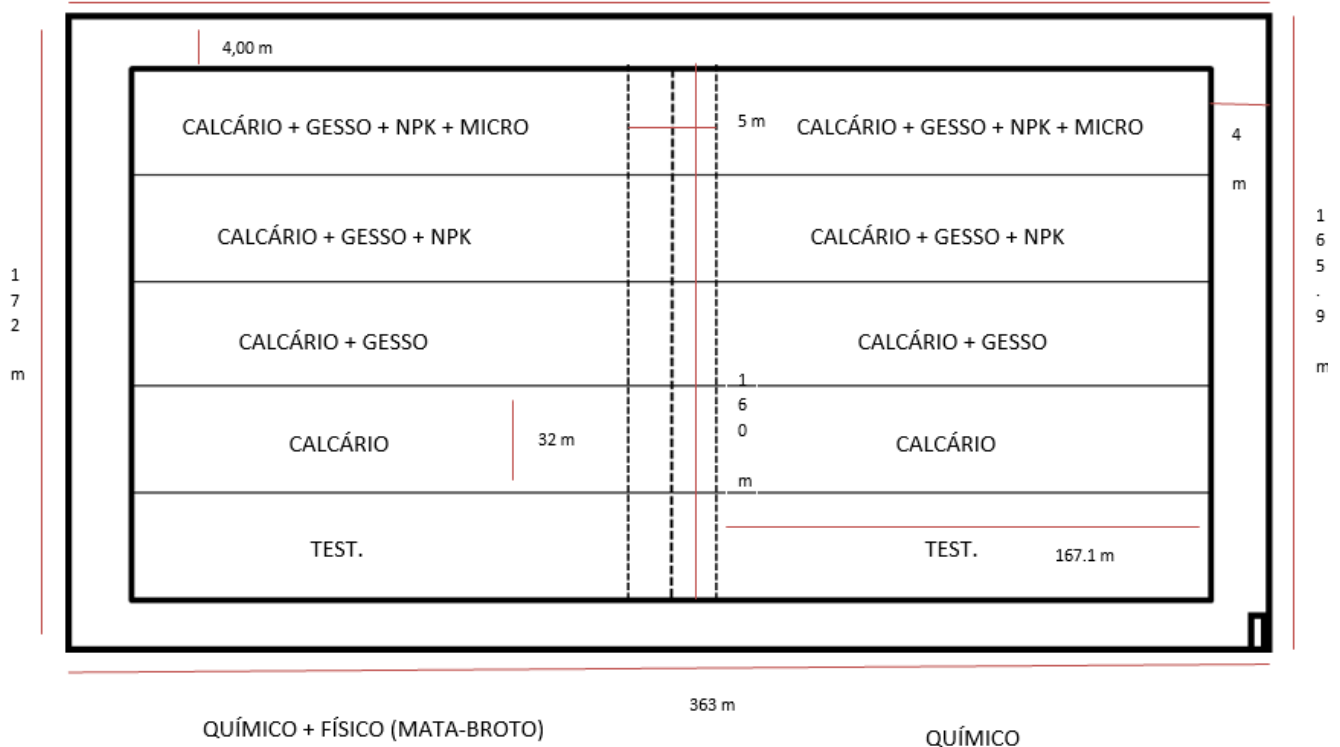 4,00 m
CALCÁRIO + GESSO + NPK + MICRO
5 m
CALCÁRIO + GESSO + NPK + MICRO
4
m
CALCÁRIO + GESSO + NPK
CALCÁRIO + GESSO + NPK
1
6
5
.
9
m
1
7
2
m
CALCÁRIO + GESSO
CALCÁRIO + GESSO
1
6
0
m
CALCÁRIO
32 m
CALCÁRIO
TEST.
TEST.
167.1 m
363 m
QUÍMICO + FÍSICO (MATA-BROTO)
QUÍMICO